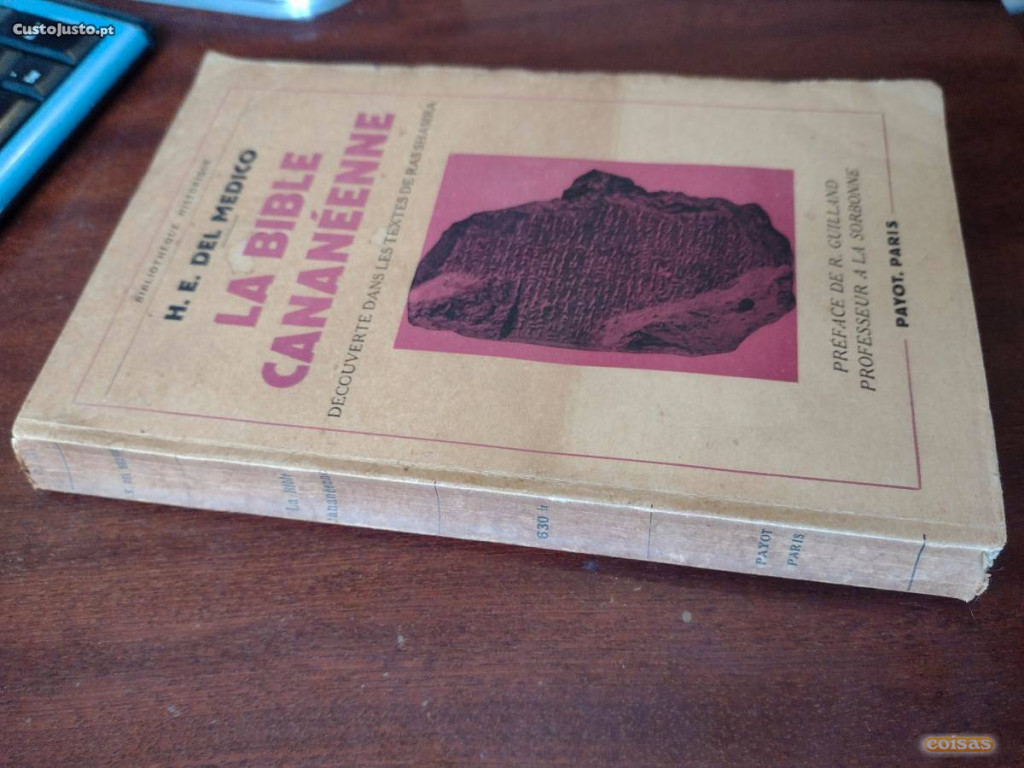 CustoJusto.pt
BIBLIOTHÈQUE HISTORIQUE
H. E. DEL MEDICO
LA BIBLE
CANANÉENNE
DÉCOUVERTE DANS LES TEXTES DE RAS SHAMRA
PRÉFACE DE R. GUILLAND
PROFESSEUR A LA SORBONNE
PAYOT, PARIS
La Bible
Cananéenne
630 fr
PAYOT
PARIS
coisas